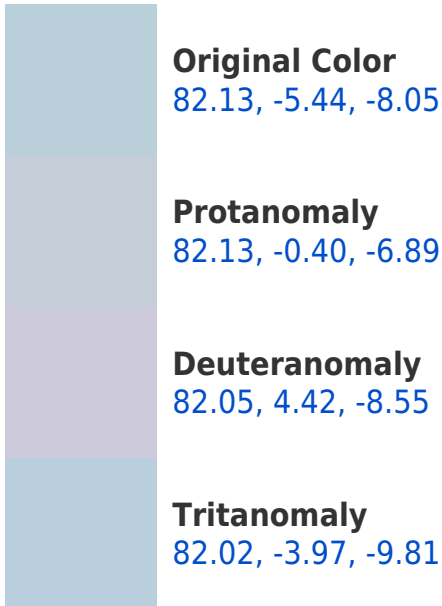 Original Color
82.13, -5.44, -8.05
Protanomaly
82.13, -0.40, -6.89
Deuteranomaly
82.05, 4.42, -8.55
Tritanomaly
82.02, -3.97, -9.81